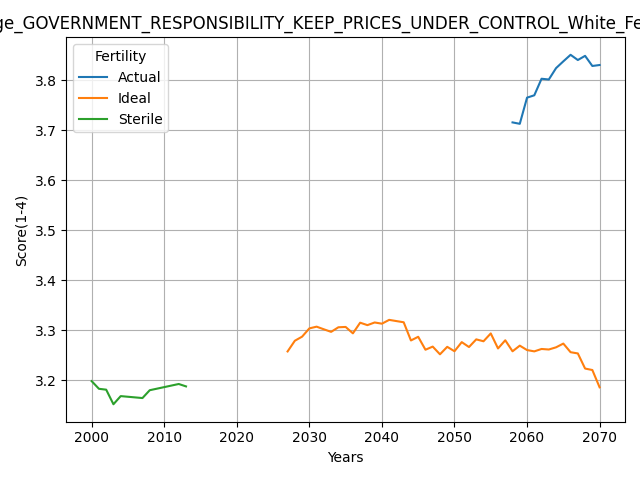 ge_GOVERNMENT_RESPONSIBILITY_KEEP_PRICES_UNDER_CONTROL_White_Fe
Fertility
Actual
Ideal
Sterile
Score(1-4)
3.8
3.7
3.6
3.5
3.4
3.3
3.2
2000 2010 2020 2030 2040 2050 2060 2070
Years